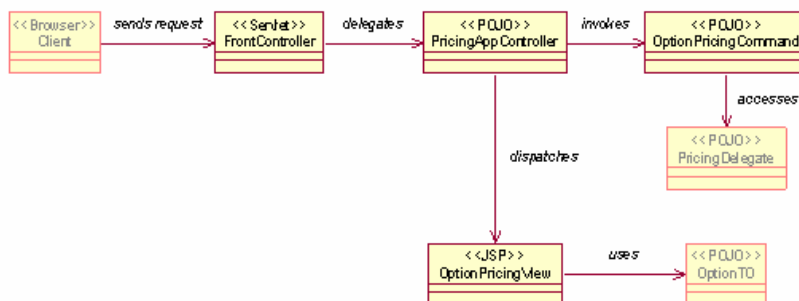 <<Browser>>
Client
sends request
<<Servlet>>
FrontController
delegates
<<POJO>>
PricingAppController
invokes
<<POJO>>
OptionPricingCommand
accesses
<<POJO>>
PricingDelegate
dispatches
<<JSP>>
OptionPricingView
uses
<<POJO>>
OptionTO